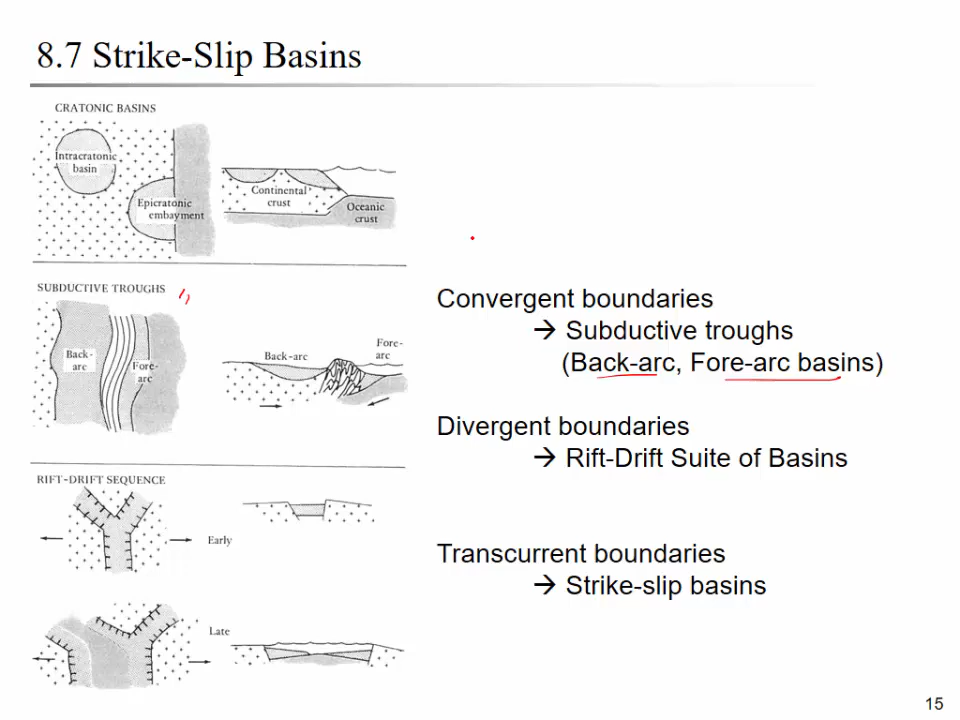 8.7 Strike-Slip Basins
CRATONIC BASINS
Intracratonic
basin
Epicratonic
embayment
Continental
crust
Oceanic
crust
SUBDUCTIVE TROUGHS
Back-
arc
Fore-
arc
Back-arc
Fore-
arc
RIFT-DRIFT SEQUENCE
Early
Late
Convergent boundaries
→ Subductive troughs
(Back-arc, Fore-arc basins)
Divergent boundaries
→ Rift-Drift Suite of Basins
Transcurrent boundaries
→ Strike-slip basins
15